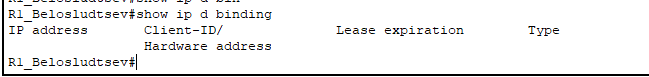 R1_Belosludtsev#show ip d bin
R1_Belosludtsev#show ip d binding
IP address Client-ID/ Lease expiration Type
Hardware address
R1_Belosludtsev#